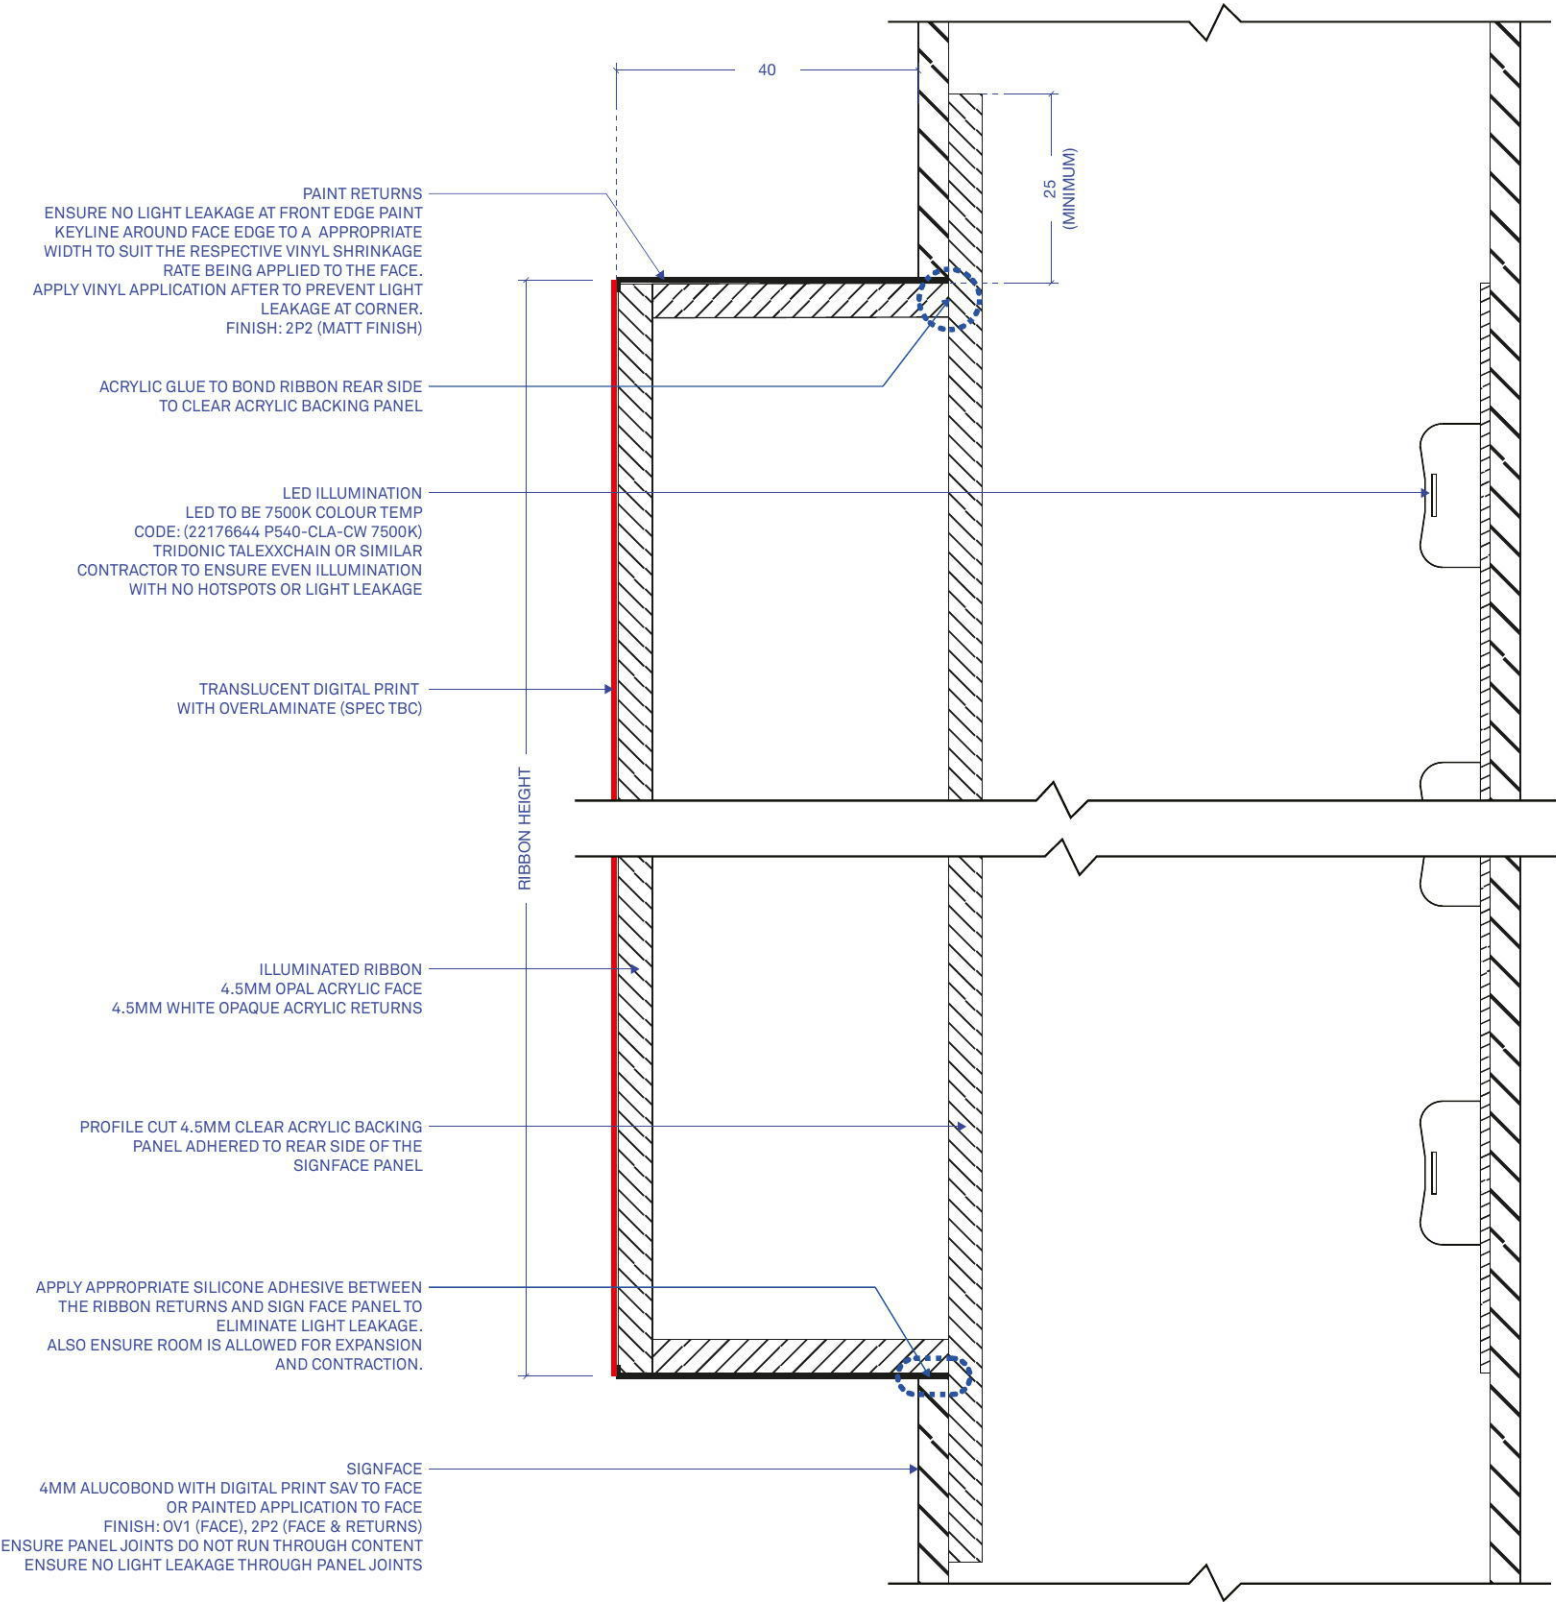 40
25
(MINIMUM)
PAINT RETURNS
ENSURE NO LIGHT LEAKAGE AT FRONT EDGE PAINT
KEYLINE AROUND FACE EDGE TO A APPROPRIATE
WIDTH TO SUIT THE RESPECTIVE VINYL SHRINKAGE
RATE BEING APPLIED TO THE FACE.
APPLY VINYL APPLICATION AFTER TO PREVENT LIGHT
LEAKAGE AT CORNER.
FINISH: 2P2 (MATT FINISH)
ACRYLIC GLUE TO BOND RIBBON REAR SIDE
TO CLEAR ACRYLIC BACKING PANEL
LED ILLUMINATION
LED TO BE 7500K COLOUR TEMP
CODE: (22176644 P540-CLA-CW 7500K)
TRIDONIC TALEXXCHAIN OR SIMILAR
CONTRACTOR TO ENSURE EVEN ILLUMINATION
WITH NO HOTSPOTS OR LIGHT LEAKAGE
TRANSLUCENT DIGITAL PRINT
WITH OVERLAMINATE (SPEC TBC)
RIBBON HEIGHT
ILLUMINATED RIBBON
4.5MM OPAL ACRYLIC FACE
4.5MM WHITE OPAQUE ACRYLIC RETURNS
PROFILE CUT 4.5MM CLEAR ACRYLIC BACKING
PANEL ADHERED TO REAR SIDE OF THE
SIGNFACE PANEL
APPLY APPROPRIATE SILICONE ADHESIVE BETWEEN
THE RIBBON RETURNS AND SIGN FACE PANEL TO
ELIMINATE LIGHT LEAKAGE.
ALSO ENSURE ROOM IS ALLOWED FOR EXPANSION
AND CONTRACTION.
SIGNFACE
4MM ALUCOBOND WITH DIGITAL PRINT SAV TO FACE
OR PAINTED APPLICATION TO FACE
FINISH: OV1 (FACE), 2P2 (FACE & RETURNS)
ENSURE PANEL JOINTS DO NOT RUN THROUGH CONTENT
ENSURE NO LIGHT LEAKAGE THROUGH PANEL JOINTS